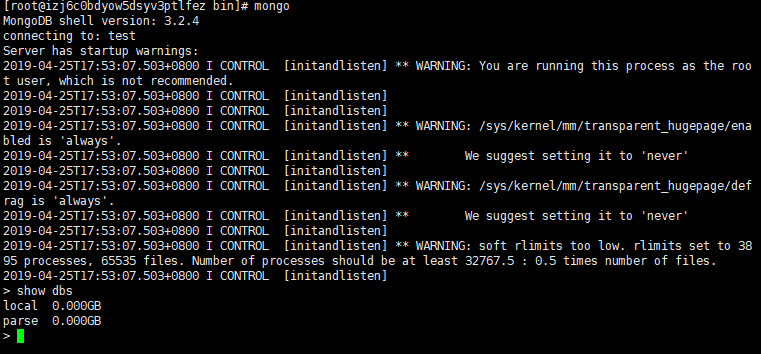 [root@izj6c0bdyow5dsyv3ptlfez bin]# mongo
MongoDB shell version: 3.2.4
connecting to: test
Server has startup warnings:
2019-04-25T17:53:07.503+0800 I CONTROL  [initandlisten] ** WARNING: You are running this process as the roo
t user, which is not recommended.
2019-04-25T17:53:07.503+0800 I CONTROL  [initandlisten]
2019-04-25T17:53:07.503+0800 I CONTROL  [initandlisten]
2019-04-25T17:53:07.503+0800 I CONTROL  [initandlisten] ** WARNING: /sys/kernel/mm/transparent_hugepage/ena
bled is 'always'.
2019-04-25T17:53:07.503+0800 I CONTROL  [initandlisten] **        We suggest setting it to 'never'
2019-04-25T17:53:07.503+0800 I CONTROL  [initandlisten]
2019-04-25T17:53:07.503+0800 I CONTROL  [initandlisten] ** WARNING: /sys/kernel/mm/transparent_hugepage/def
rag is 'always'.
2019-04-25T17:53:07.503+0800 I CONTROL  [initandlisten] **        We suggest setting it to 'never'
2019-04-25T17:53:07.503+0800 I CONTROL  [initandlisten]
2019-04-25T17:53:07.503+0800 I CONTROL  [initandlisten] ** WARNING: soft rlimits too low. rlimits set to 38
95 processes, 65535 files. Number of processes should be at least 32767.5 : 0.5 times number of files.
2019-04-25T17:53:07.503+0800 I CONTROL  [initandlisten]
> show dbs
local  0.000GB
parse  0.000GB
>